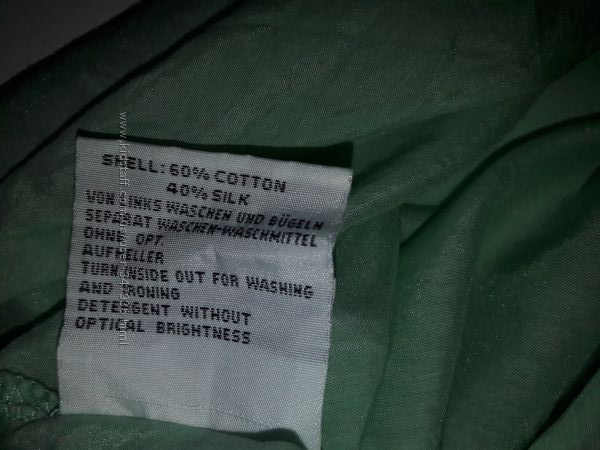 SHELL: 60% COTTON
40% SILK
VON LINKS WASCHEN UND BÜGELN
SEPARAT WASCHEN-WASCHMITTEL
OHNE OPT.
AUFHELLER
TURN INSIDE OUT FOR WASHING
AND IRONING
DETERGENT WITHOUT
OPTICAL BRIGHTNESS